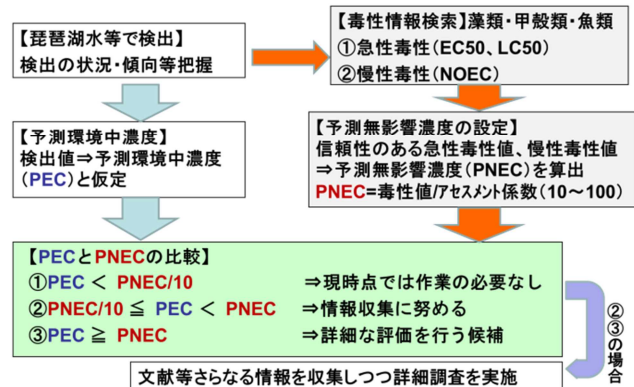 【琵琶湖水等で検出】
検出の状況・傾向等把握
【毒性情報検索】藻類・甲殻類・魚類
①急性毒性(EC50、LC50)
②慢性毒性(NOEC)
【予測環境中濃度】
検出値⇒予測環境中濃度
(PEC)と仮定
【予測無影響濃度の設定】
信頼性のある急性毒性値、慢性毒性値
⇒予測無影響濃度(PNEC)を算出
PNEC=毒性値/アセスメント係数(10～100)
【PECとPNECの比較】
①PEC < PNEC/10 ⇒現時点では作業の必要なし
②PNEC/10 ≦ PEC < PNEC ⇒情報収集に努める
③PEC ≧ PNEC ⇒詳細な評価を行う候補
②③の場合
文献等さらなる情報を収集しつつ詳細調査を実施